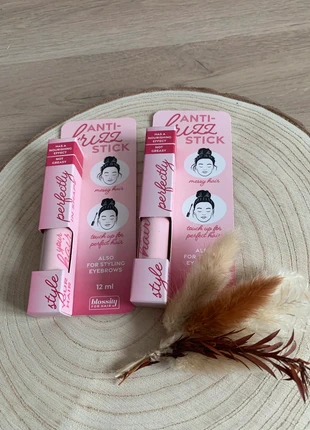 ANTI-
frizz
STICK
HAS A
NOURISHING
EFFECT
NOT
GREASY
perfectly
messy hair
touch up for
perfect hair
ALSO
FOR STYLING
EYEBROWS
12 ml
blossity
FOR HAIR
style
ANTI-
frizz
STICK
HAS A
NOURISHING
EFFECT
NOT
GREASY
perfectly
messy hair
touch up for
perfect hair
hair
FOR STYLING
EYEBROWS
style